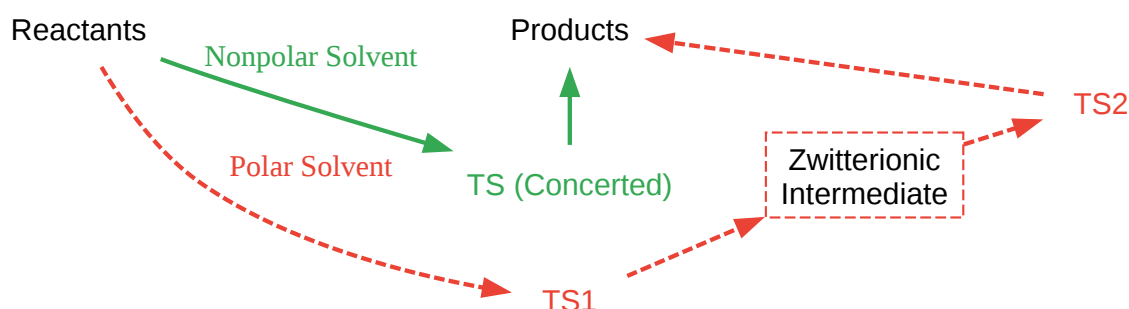 Reactants
Products
Nonpolar Solvent
TS2
Polar Solvent
TS (Concerted)
Zwitterionic
Intermediate
TS1